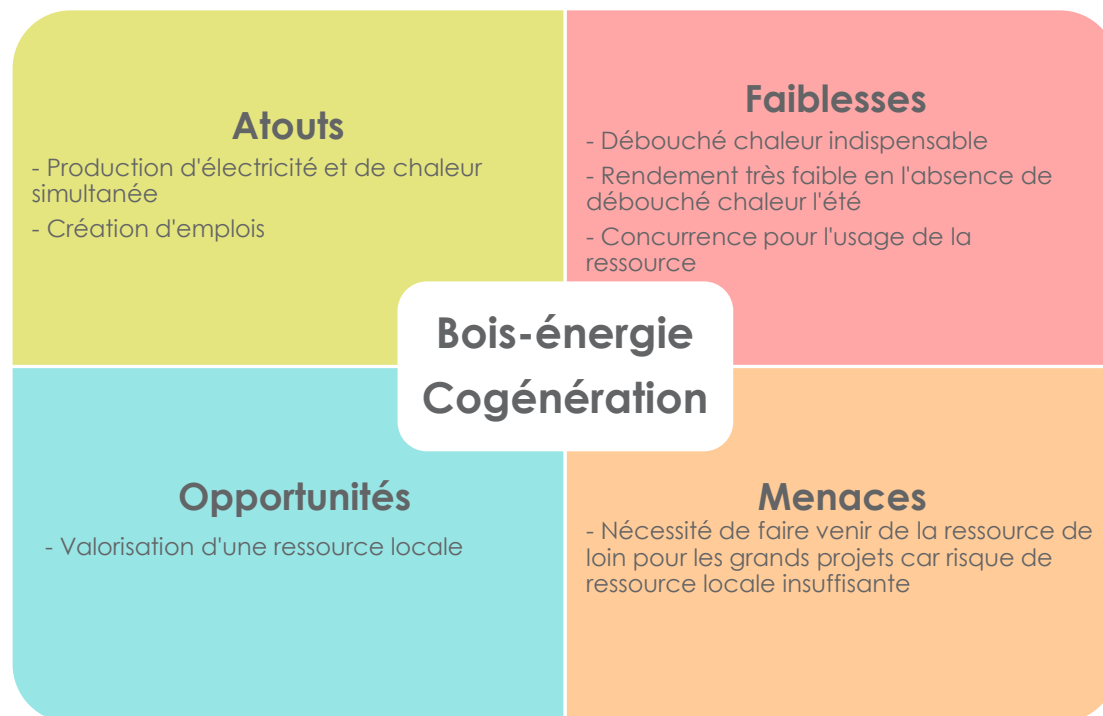 Atouts
- Production d'électricité et de chaleur
simultanée
- Création d'emplois
Faiblesses
- Débouché chaleur indispensable
- Rendement très faible en l'absence de
débouché chaleur l'été
- Concurrence pour l'usage de la
ressource
Bois-énergie
Cogénération
Opportunités
- Valorisation d'une ressource locale
Menaces
- Nécessité de faire venir de la ressource de
loin pour les grands projets car risque de
ressource locale insuffisante